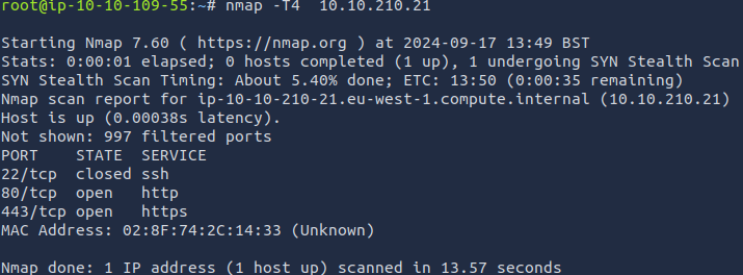 root@ip-10-10-109-55:~# nmap -T4  10.10.210.21
Starting Nmap 7.60 ( https://nmap.org ) at 2024-09-17 13:49 BST
Stats: 0:00:01 elapsed; 0 hosts completed (1 up), 1 undergoing SYN Stealth Scan
SYN Stealth Scan Timing: About 5.40% done; ETC: 13:50 (0:00:35 remaining)
Nmap scan report for ip-10-10-210-21.eu-west-1.compute.internal (10.10.210.21)
Host is up (0.00038s latency).
Not shown: 997 filtered ports
PORT    STATE  SERVICE
22/tcp  closed ssh
80/tcp  open   http
443/tcp open   https
MAC Address: 02:8F:74:2C:14:33 (Unknown)
Nmap done: 1 IP address (1 host up) scanned in 13.57 seconds